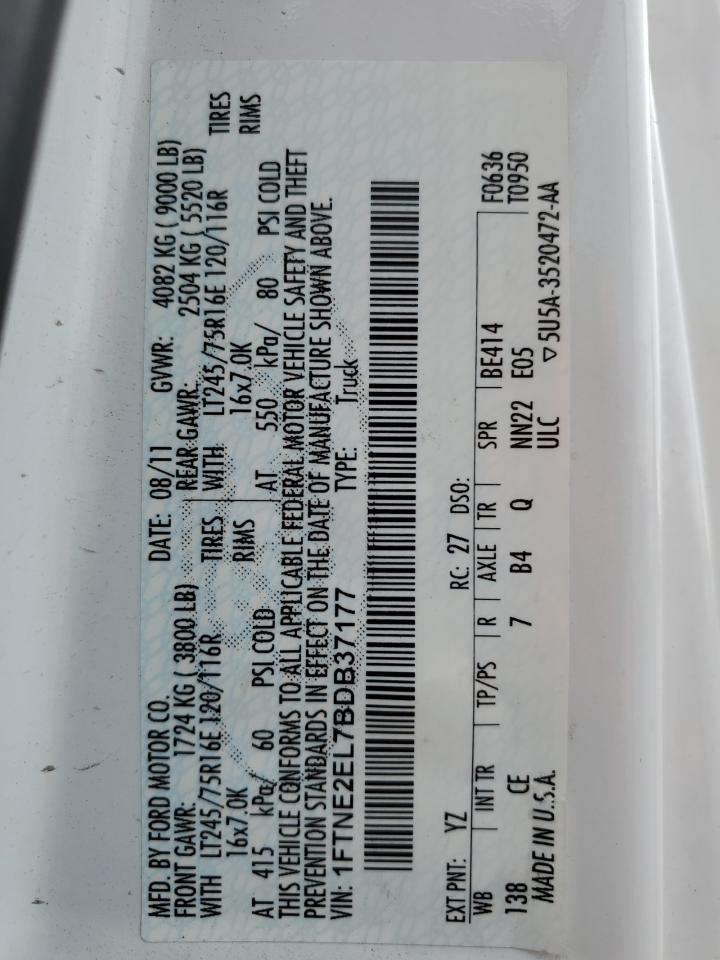 MFD. BY FORD MOTOR CO. DATE: 08/11 GVWR: 4082 KG ( 9000 LB)
FRONT GAWR: 1724 KG ( 3800 LB) REAR GAWR: 2504 KG ( 5520 LB)
WITH LT245/75R16E 120/116R TIRES WITH LT245/75R16E 120/116R TIRES
16x7.0K RIMS 16x7.0K RIMS
AT 415 kPa/ 60 PSI COLD AT 550 kPa/ 80 PSI COLD
THIS VEHICLE CONFORMS TO ALL APPLICABLE FEDERAL MOTOR VEHICLE SAFETY AND THEFT
PREVENTION STANDARDS IN EFFECT ON THE DATE OF MANUFACTURE SHOWN ABOVE.
VIN: 1FTNE2EL7BDB37177 TYPE: Truck
EXT PNT: YZ RC: 27 DSO:
WB INT TR TP/PS R AXLE TR SPR BE414 F0636
138 CE 7 B4 Q NN22 E05 T0950
MADE IN U.S.A. ULC ▽5U5A-3520472-AA